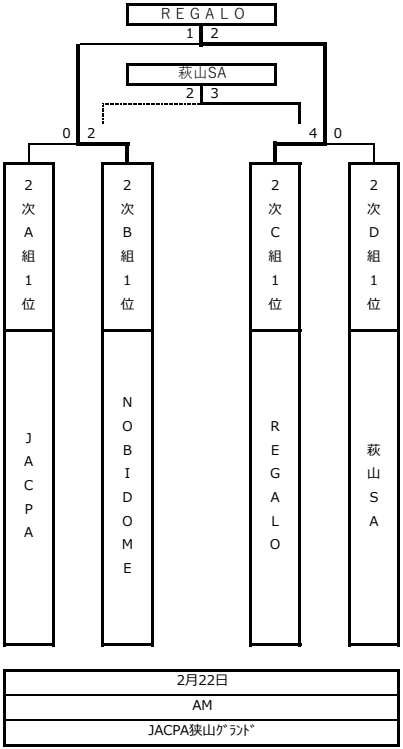 ＲＥＧＡＬＯ
1 2
萩山SA
2 3
0 2
4 0
２次Ａ組１位
２次Ｂ組１位
２次Ｃ組１位
２次Ｄ組１位
ＪＡＣＰＡ
ＮＯＢＩＤＯＭＥ
ＲＥＧＡＬＯ
萩山ＳＡ
2月22日
AM
JACPA狭山ｸﾞﾗﾝﾄﾞ